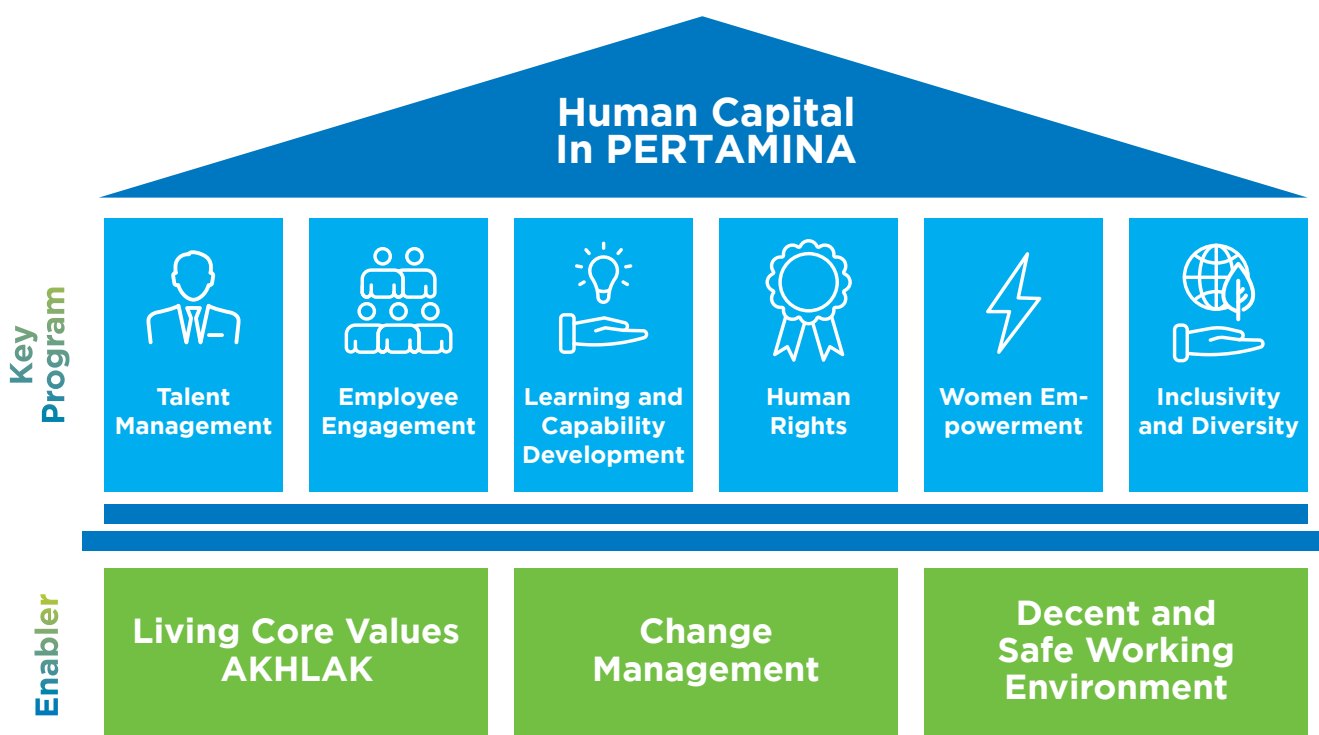 Human Capital
In PERTAMINA
Key
Program
Talent
Management
Employee
Engagement
Learning and
Capability
Development
Human
Rights
Women Em-
powerment
Inclusivity
and Diversity
Enabler
Living Core Values
AKHLAK
Change
Management
Decent and
Safe Working
Environment